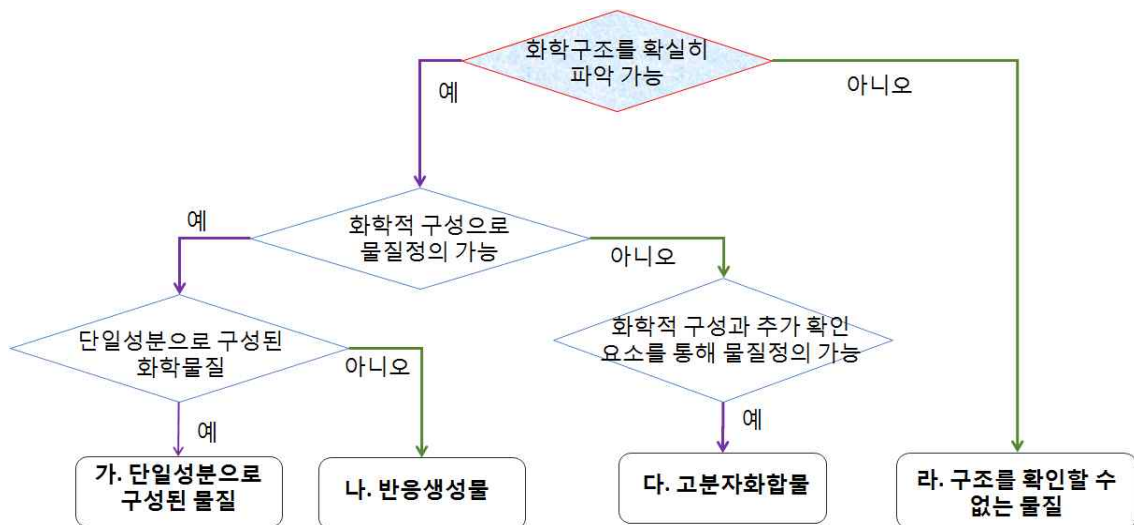 화학구조를 확실히
파악 가능
예
아니오
화학적 구성으로
물질정의 가능
예
아니오
단일성분으로 구성된
화학물질
아니오
예
화학적 구성과 추가 확인
요소를 통해 물질정의 가능
예
가. 단일성분으로
구성된 물질
나. 반응생성물
다. 고분자화합물
라. 구조를 확인할 수
없는 물질